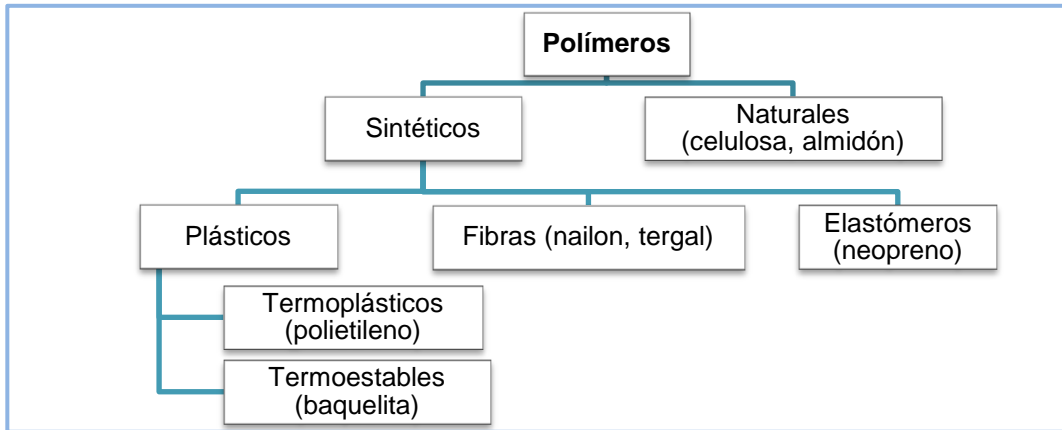 Polímeros
Sintéticos
Naturales
(celulosa, almidón)
Plásticos
Fibras (nailon, tergal)
Elastómeros
(neopreno)
Termoplásticos
(polietileno)
Termoestables
(baquelita)